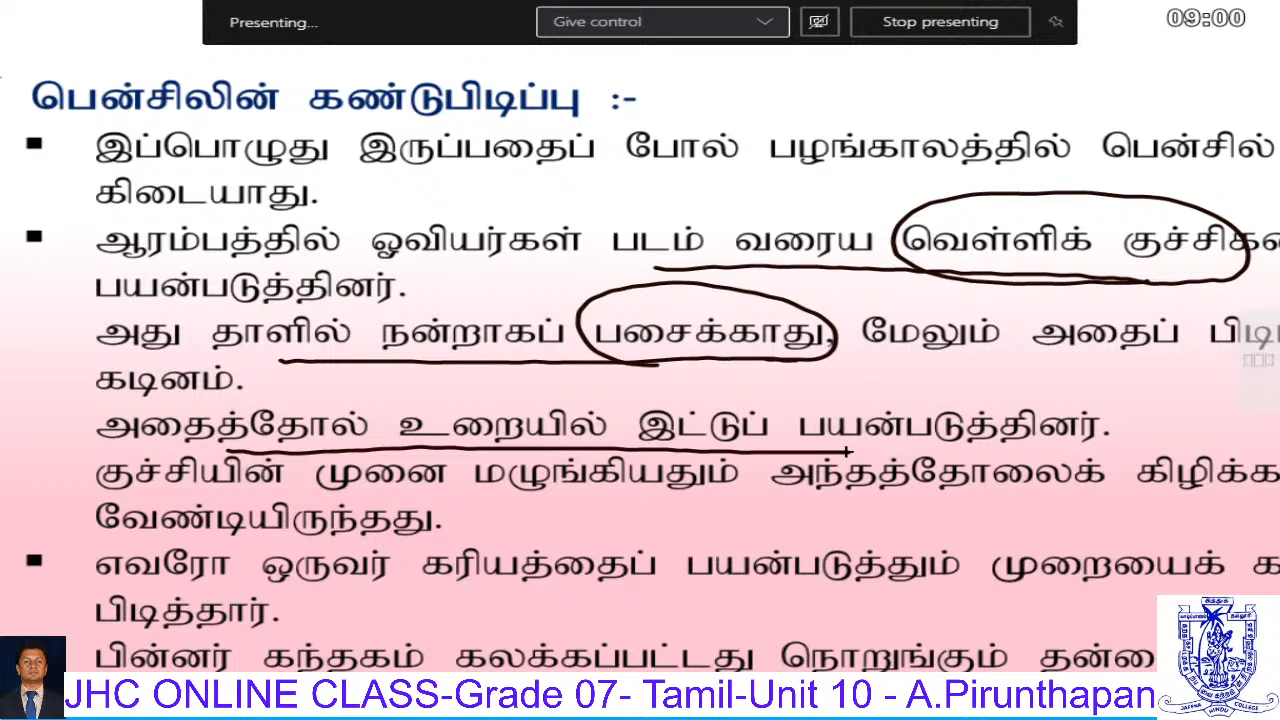 Presenting...
Give control
Stop presenting
09:00
பென்சிலின் கண்டுபிடிப்பு :-
இப்பொழுது இருப்பதைப் போல் பழங்காலத்தில் பென்சில்
கிடையாது.
ஆரம்பத்தில் ஓவியர்கள் படம் வரைய வெள்ளிக்
பயன்படுத்தினர்.
அது தாளில் நன்றாகப் பசைக்காது, மேலும் அதைப்
கடினம்.
அதைத்தோல் உறையில் இட்டுப் பயன்படுத்தினர்.
குச்சியின் முனை மழுங்கியதும் அந்தத்தோலைக்
வேண்டியிருந்தது.
எவரோ ஒருவர் கரியத்தைப் பயன்படுத்தும் முறையைக்
பிடித்தார்.
பின்னர் கந்தகம் கலக்கப்பட்டது நொறுங்கும்
JHC ONLINE CLASS-Grade 07- Tamil-Unit 10 - A.Pirunthapan